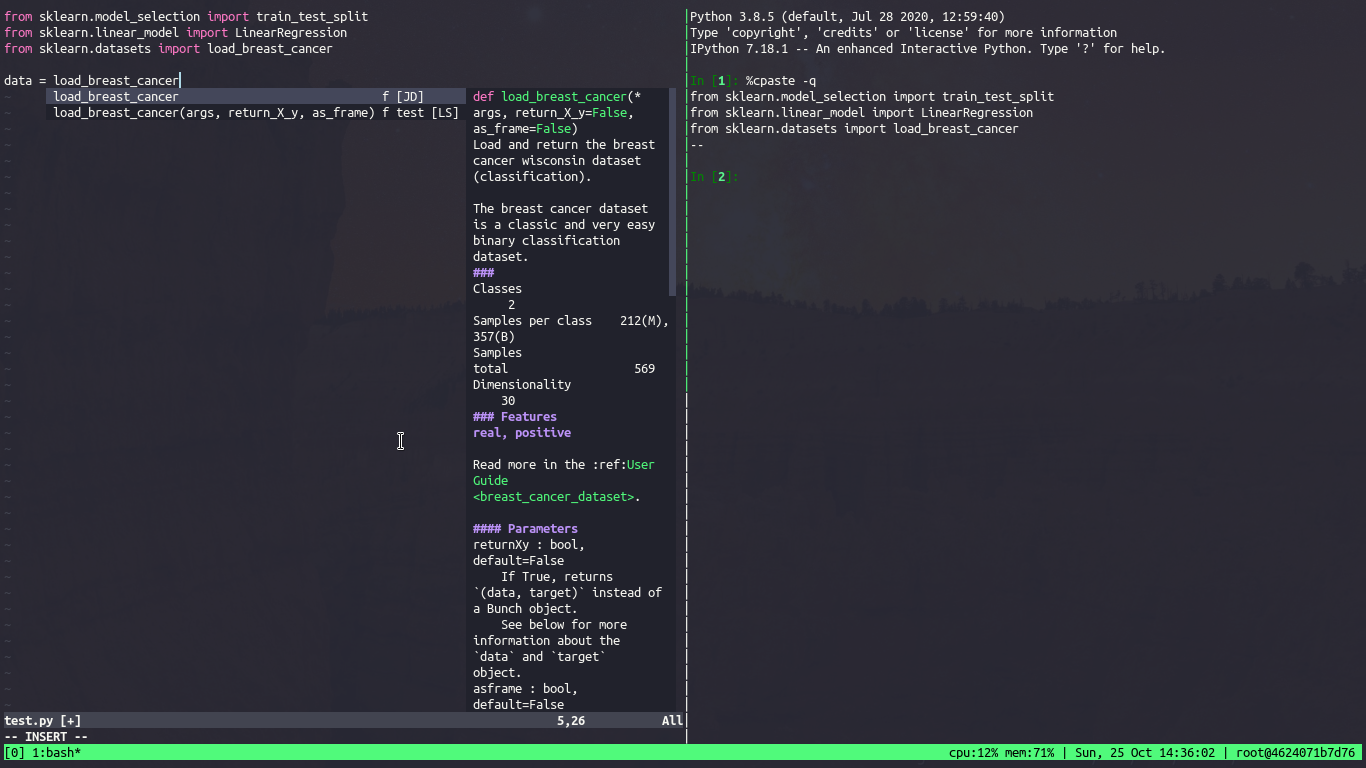 from sklearn.model_selection import train_test_split
from sklearn.linear_model import LinearRegression
from sklearn.datasets import load_breast_cancer
data = load_breast_cancer
load_breast_cancer f [JD]
load_breast_cancer(args, return_X_y, as_frame) f test [LS]
def load_breast_cancer(*
args, return_X_y=False,
as_frame=False)
Load and return the breast
cancer wisconsin dataset
(classification).
The breast cancer dataset
is a classic and very easy
binary classification
dataset.
###
Classes
2
Samples per class 212(M),
357(B)
Samples
total 569
Dimensionality
30
### Features
real, positive
Read more in the :ref:User
Guide
<breast_cancer_dataset>.
#### Parameters
returnXy : bool,
default=False
If True, returns
`(data, target)` instead of
a Bunch object.
See below for more
information about the
`data` and `target`
object.
asframe : bool,
default=False
test.py [+] 5,26 All
-- INSERT --
Python 3.8.5 (default, Jul 28 2020, 12:59:40)
Type 'copyright', 'credits' or 'license' for more information
IPython 7.18.1 -- An enhanced Interactive Python. Type '?' for help.
In [1]: %cpaste -q
from sklearn.model_selection import train_test_split
from sklearn.linear_model import LinearRegression
from sklearn.datasets import load_breast_cancer
--
In [2]:
[0] 1:bash* cpu:12% mem:71% | Sun, 25 Oct 14:36:02 | root@4624071b7d76